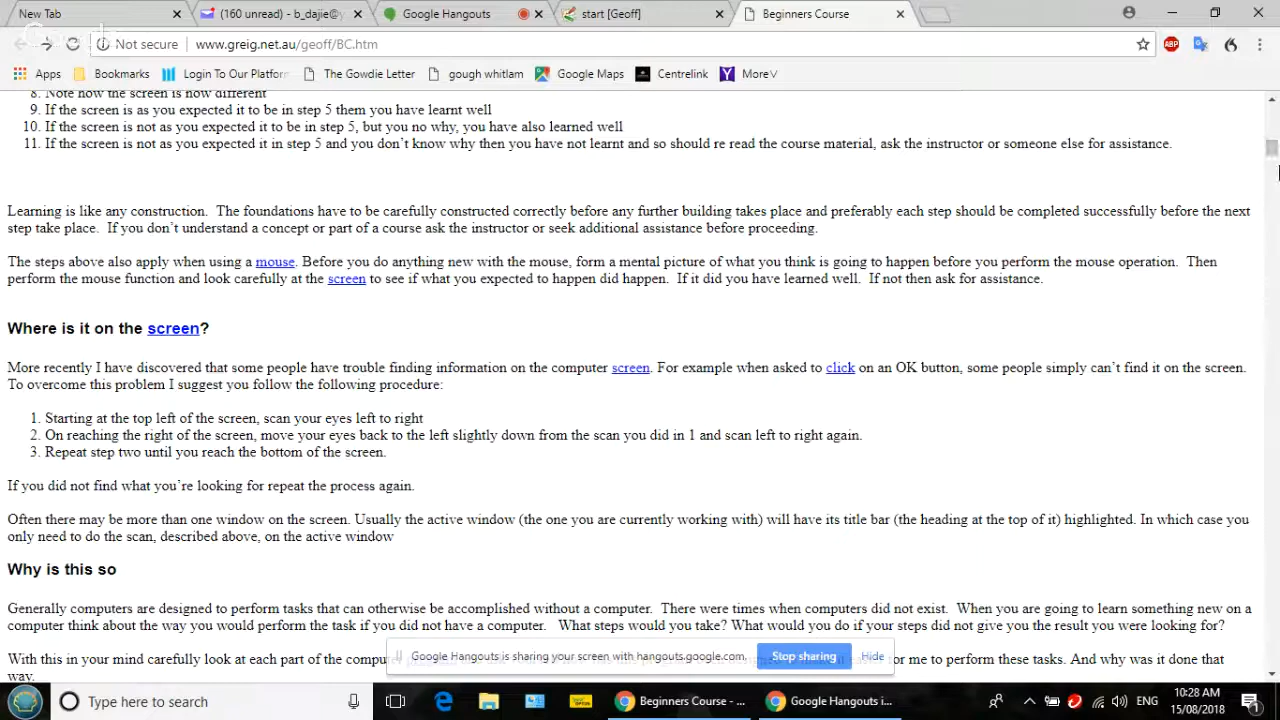 New Tab
(160 unread) - b_dajie@y
Google Hangouts
start [Geoff]
Beginners Course
Not secure
www.greig.net.au/geoff/BC.htm
ABP
Apps
Bookmarks
Login To Our Platfor
The Gowdie Letter
gough whitlam
Google Maps
Centrelink
More∨
8. Note how the screen is now different
9. If the screen is as you expected it to be in step 5 them you have learnt well
10. If the screen is not as you expected it to be in step 5, but you no why, you have also learned well
11. If the screen is not as you expected it in step 5 and you don’t know why then you have not learnt and so should re read the course material, ask the instructor or someone else for assistance.
Learning is like any construction.  The foundations have to be carefully constructed correctly before any further building takes place and preferably each step should be completed successfully before the next
step take place.  If you don’t understand a concept or part of a course ask the instructor or seek additional assistance before proceeding.
The steps above also apply when using a mouse. Before you do anything new with the mouse, form a mental picture of what you think is going to happen before you perform the mouse operation.  Then
perform the mouse function and look carefully at the screen to see if what you expected to happen did happen.  If it did you have learned well.  If not then ask for assistance.
Where is it on the screen?
More recently I have discovered that some people have trouble finding information on the computer screen. For example when asked to click on an OK button, some people simply can’t find it on the screen.
To overcome this problem I suggest you follow the following procedure:
1. Starting at the top left of the screen, scan your eyes left to right
2. On reaching the right of the screen, move your eyes back to the left slightly down from the scan you did in 1 and scan left to right again.
3. Repeat step two until you reach the bottom of the screen.
If you did not find what you’re looking for repeat the process again.
Often there may be more than one window on the screen. Usually the active window (the one you are currently working with) will have its title bar (the heading at the top of it) highlighted. In which case you
only need to do the scan, described above, on the active window
Why is this so
Generally computers are designed to perform tasks that can otherwise be accomplished without a computer.  There were times when computers did not exist.  When you are going to learn something new on a
computer think about the way you would perform the task if you did not have a computer.   What steps would you take? What would you do if your steps did not give you the result you were looking for?
With this in your mind carefully look at each part of the compu or me to perform these tasks. And why was it done that
way.
Google Hangouts is sharing your screen with hangouts.google.com.
Stop sharing
Hide
Type here to search
Beginners Course - ...
Google Hangouts i...
ENG
10:28 AM
15/08/2018
1